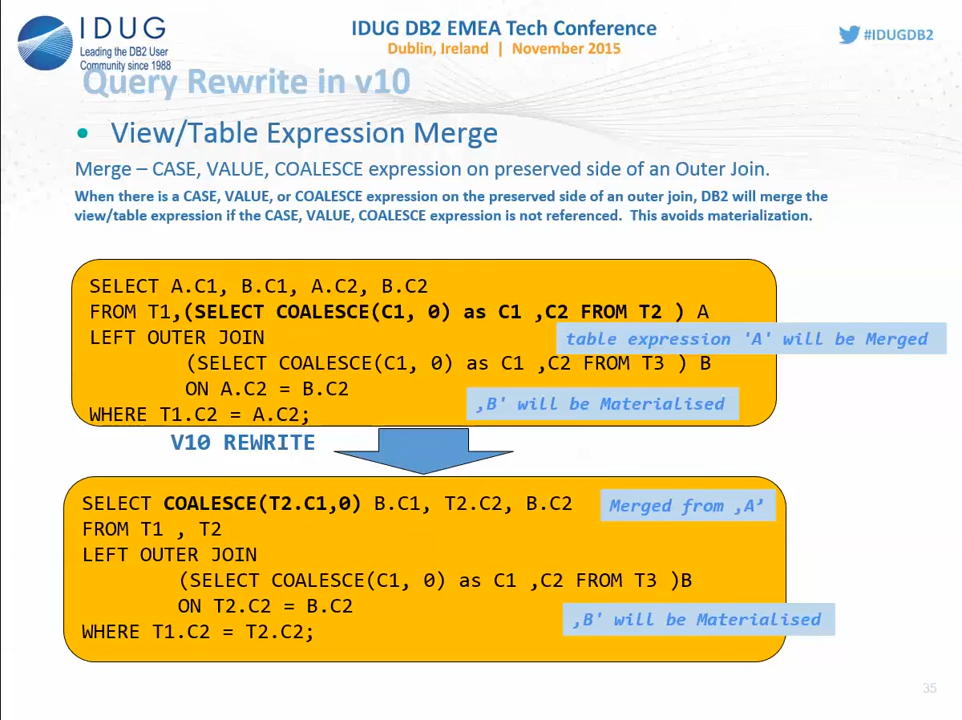 IDUG
Leading the DB2 User
Community since 1988
IDUG DB2 EMEA Tech Conference
Dublin, Ireland | November 2015
#IDUGDB2
Query Rewrite in v10
• View/Table Expression Merge
Merge – CASE, VALUE, COALESCE expression on preserved side of an Outer Join.
When there is a CASE, VALUE, or COALESCE expression on the preserved side of an outer join, DB2 will merge the
view/table expression if the CASE, VALUE, COALESCE expression is not referenced. This avoids materialization.
SELECT A.C1, B.C1, A.C2, B.C2
FROM T1,(SELECT COALESCE(C1, 0) as C1 ,C2 FROM T2 ) A
LEFT OUTER JOIN
table expression 'A' will be Merged
(SELECT COALESCE(C1, 0) as C1 ,C2 FROM T3 ) B
ON A.C2 = B.C2
‚B' will be Materialised
WHERE T1.C2 = A.C2;
V10 REWRITE
SELECT COALESCE(T2.C1,0) B.C1, T2.C2, B.C2
Merged from ‚A’
FROM T1 , T2
LEFT OUTER JOIN
(SELECT COALESCE(C1, 0) as C1 ,C2 FROM T3 )B
ON T2.C2 = B.C2
‚B' will be Materialised
WHERE T1.C2 = T2.C2;
35